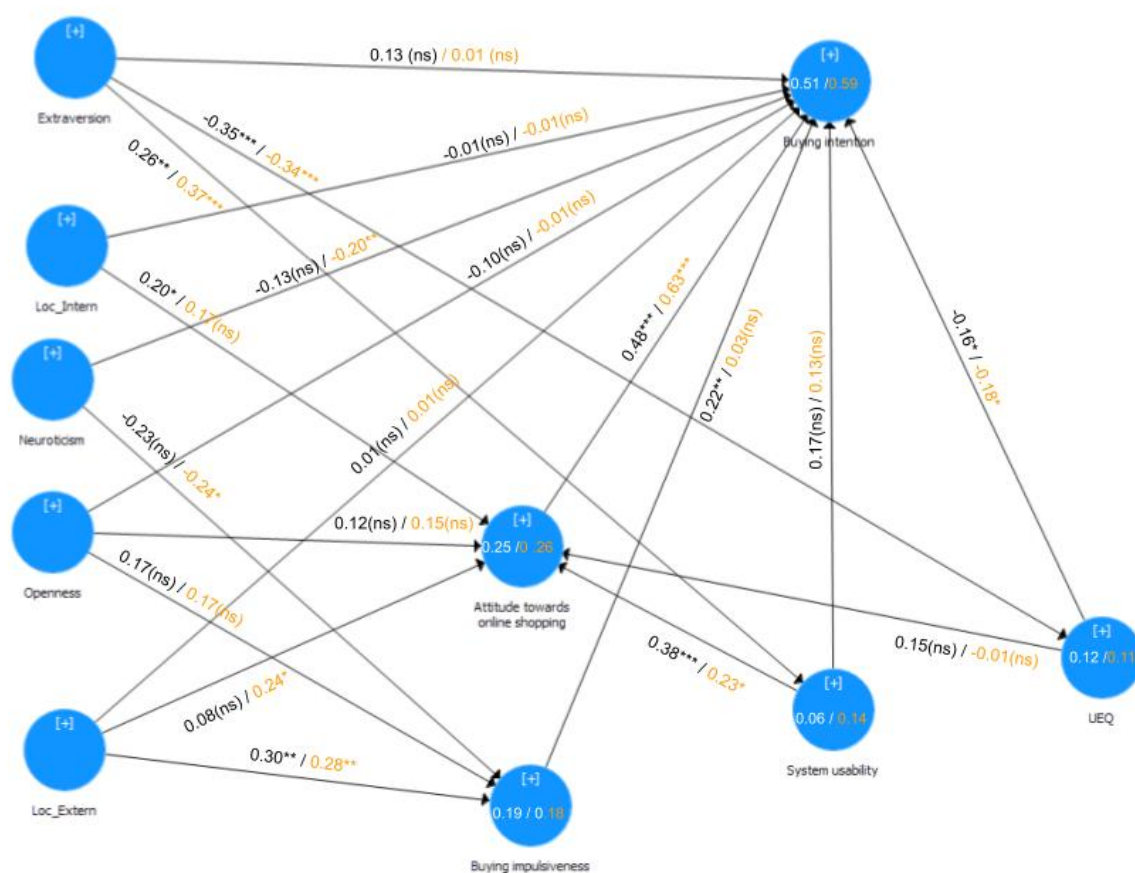 [+]
Extraversion
0.13 (ns) / 0.01 (ns)
[+]
0.51 /0.59
Buying intention
-0.35*** / -0.34***
0.26** / 0.37***
-0.01(ns) / -0.01(ns)
[+]
Loc_Intern
-0.13(ns) / -0.20**
-0.10(ns) / -0.01(ns)
0.20* / 0.17(ns)
[+]
Neuroticism
0.48*** / 0.63***
0.22** / 0.03(ns)
0.17(ns) / 0.13(ns)
-0.16* / -0.18*
0.01(ns) / 0.01(ns)
-0.23(ns) / -0.24*
[+]
Openness
0.12(ns) / 0.15(ns)
[+]
0.25 /0 .26
Attitude towards
online shopping
0.17(ns) / 0.17(ns)
0.38*** / 0.23*
0.15(ns) / -0.01(ns)
[+]
0.12 /0.11
UEQ
[+]
0.06 / 0.14
System usability
0.08(ns) / 0.24*
[+]
Loc_Extern
0.30** / 0.28**
[+]
0.19 / 0.18
Buying impulsiveness